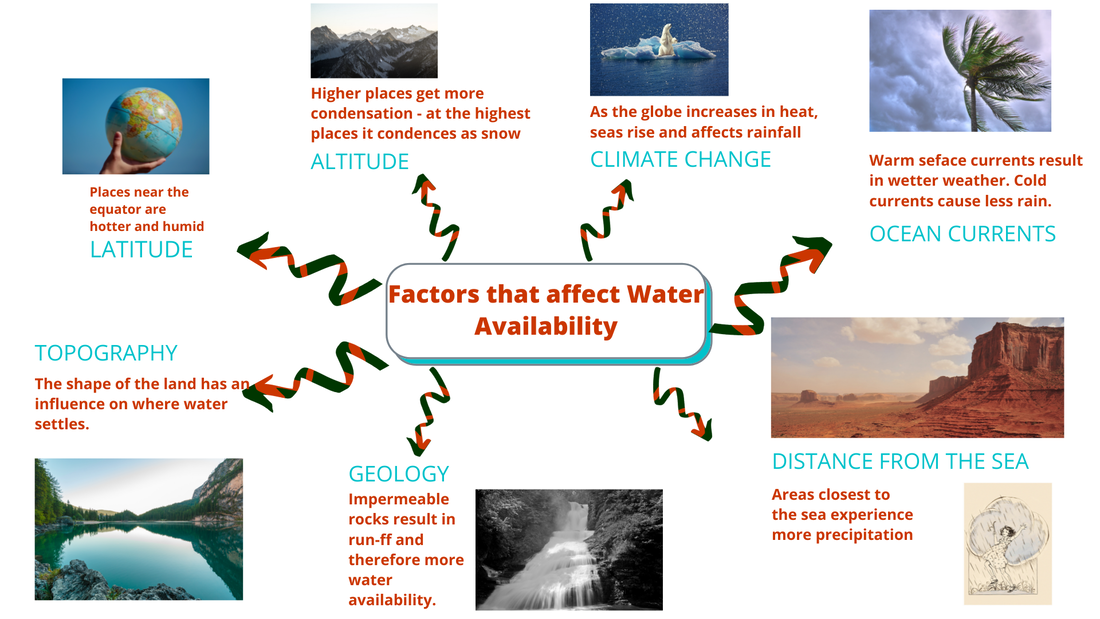 Higher places get more
condensation - at the highest
places it condences as snow
ALTITUDE
As the globe increases in heat,
seas rise and affects rainfall
CLIMATE CHANGE
Warm seface currents result
in wetter weather. Cold
currents cause less rain.
OCEAN CURRENTS
Places near the
equator are
hotter and humid
LATITUDE
Factors that affect Water
Availability
TOPOGRAPHY
The shape of the land has an
influence on where water
settles.
GEOLOGY
Impermeable
rocks result in
run-ff and
therefore more
water
availability.
DISTANCE FROM THE SEA
Areas closest to
the sea experience
more precipitation